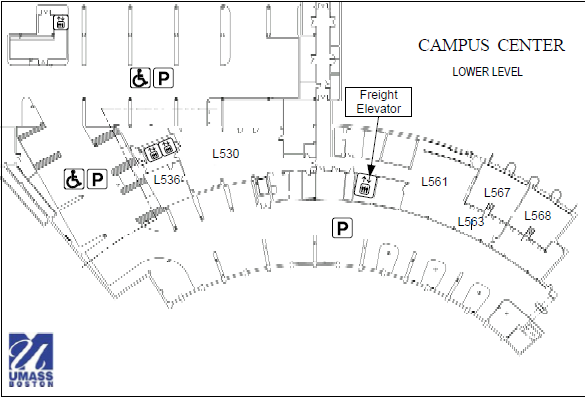 CAMPUS CENTER
LOWER LEVEL
P
Freight
Elevator
L530
L536
P
L561
L567
L568
L563
P
UMASS
BOSTON